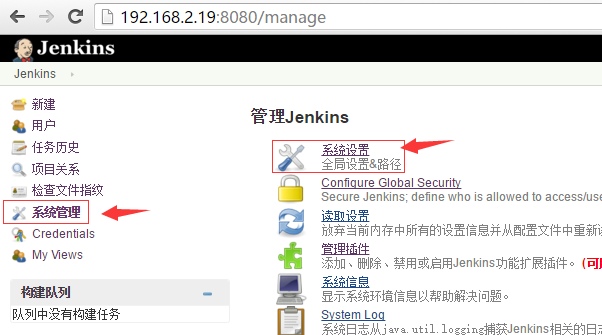 192.168.2.19:8080/manage
Jenkins
Jenkins
新建
用户
任务历史
项目关系
检查文件指纹
系统管理
Credentials
My Views
构建队列
队列中没有构建任务
管理Jenkins
系统设置
全局设置&路径
Configure Global Security
Secure Jenkins; define who is allowed to access/use
读取设置
放弃当前内存中所有的设置信息并从配置文件中重新
管理插件
添加、删除、禁用或启用Jenkins功能扩展插件。(可
系统信息
显示系统环境信息以帮助解决问题。
System Log
系统日志从java.util.logging捕获Jenkins相关的日